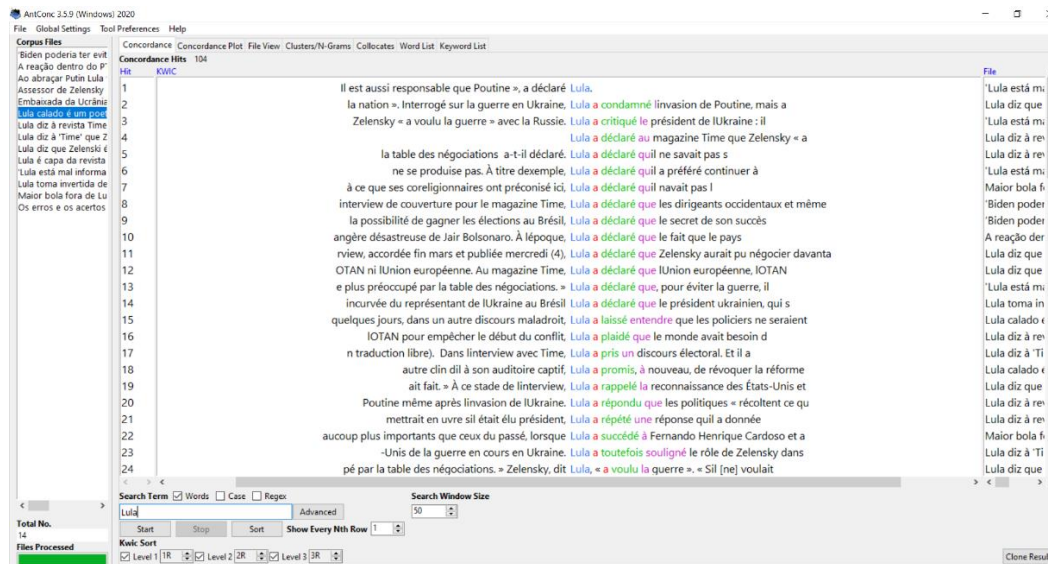 AntConc 3.5.9 (Windows) 2020
File Global Settings Tool Preferences Help
Corpus Files
'Biden poderia ter evit
A reação dentro do P
Ao abraçar Putin Lula
Assessor de Zelensky
Embaixada da Ucrânia
Lula calado é um poet
Lula diz à revista Time
Lula diz à 'Time' que Z
Lula diz que Zelenski é
Lula é capa da revista
'Lula está mal informa
Lula toma invertida de
Maior bola fora de Lu
Os erros e os acertos
Total No.
14
Files Processed
Concordance Concordance Plot File View Clusters/N-Grams Collocates Word List Keyword List
Concordance Hits 104
Hit KWIC File
1 Il est aussi responsable que Poutine », a déclaré Lula. 'Lula está ma
2 la nation ». Interrogé sur la guerre en Ukraine, Lula a condamné linvasion de Poutine, mais a Lula diz que
3 Zelensky « a voulu la guerre » avec la Russie. Lula a critiqué le président de lUkraine : il 'Lula está ma
4 Lula a déclaré au magazine Time que Zelensky « a Lula diz à re
5 la table des négociations a-t-il déclaré. Lula a déclaré quil ne savait pas s Lula diz à re
6 ne se produise pas. À titre dexemple, Lula a déclaré quil a préféré continuer à 'Lula está ma
7 à ce que ses coreligionnaires ont préconisé ici, Lula a déclaré quil navait pas l Maior bola f
8 interview de couverture pour le magazine Time, Lula a déclaré que les dirigeants occidentaux et même 'Biden poder
9 la possibilité de gagner les élections au Brésil, Lula a déclaré que le secret de son succès 'Biden poder
10 angère désastreuse de Jair Bolsonaro. À lépoque, Lula a déclaré que le fait que le pays A reação der
11 rview, accordée fin mars et publiée mercredi (4), Lula a déclaré que Zelensky aurait pu négocier davanta Lula diz que
12 OTAN ni lUnion européenne. Au magazine Time, Lula a déclaré que lUnion européenne, lOTAN Lula diz que
13 e plus préoccupé par la table des négociations. » Lula a déclaré que, pour éviter la guerre, il 'Lula está ma
14 incurvée du représentant de lUkraine au Brésil Lula a déclaré que le président ukrainien, qui s Lula toma in
15 quelques jours, dans un autre discours maladroit, Lula a laissé entendre que les policiers ne seraient Lula calado é
16 lOTAN pour empêcher le début du conflit, Lula a plaidé que le monde avait besoin d Lula diz à re
17 n traduction libre). Dans linterview avec Time, Lula a pris un discours électoral. Et il a Lula diz à 'Ti
18 autre clin dil à son auditoire captif, Lula a promis, à nouveau, de révoquer la réforme Lula calado é
19 ait fait. » À ce stade de linterview, Lula a rappelé la reconnaissance des États-Unis et Lula diz que
20 Poutine même après linvasion de lUkraine. Lula a répondu que les politiques « récoltent ce qu Lula diz à re
21 mettrait en uvre sil était élu président, Lula a répété une réponse quil a donnée Lula diz à re
22 aucoup plus importants que ceux du passé, lorsque Lula a succédé à Fernando Henrique Cardoso et a Maior bola f
23 -Unis de la guerre en cours en Ukraine. Lula a toutefois souligné le rôle de Zelensky dans Lula diz à 'Ti
24 pé par la table des négociations. » Zelensky, dit Lula, « a voulu la guerre ». « Sil [ne] voulait Lula diz que
Search Term Words Case Regex Search Window Size
Lula Advanced 50
Start Stop Sort Show Every Nth Row 1
Kwic Sort
Level 1 1R Level 2 2R Level 3 3R Clone Resul